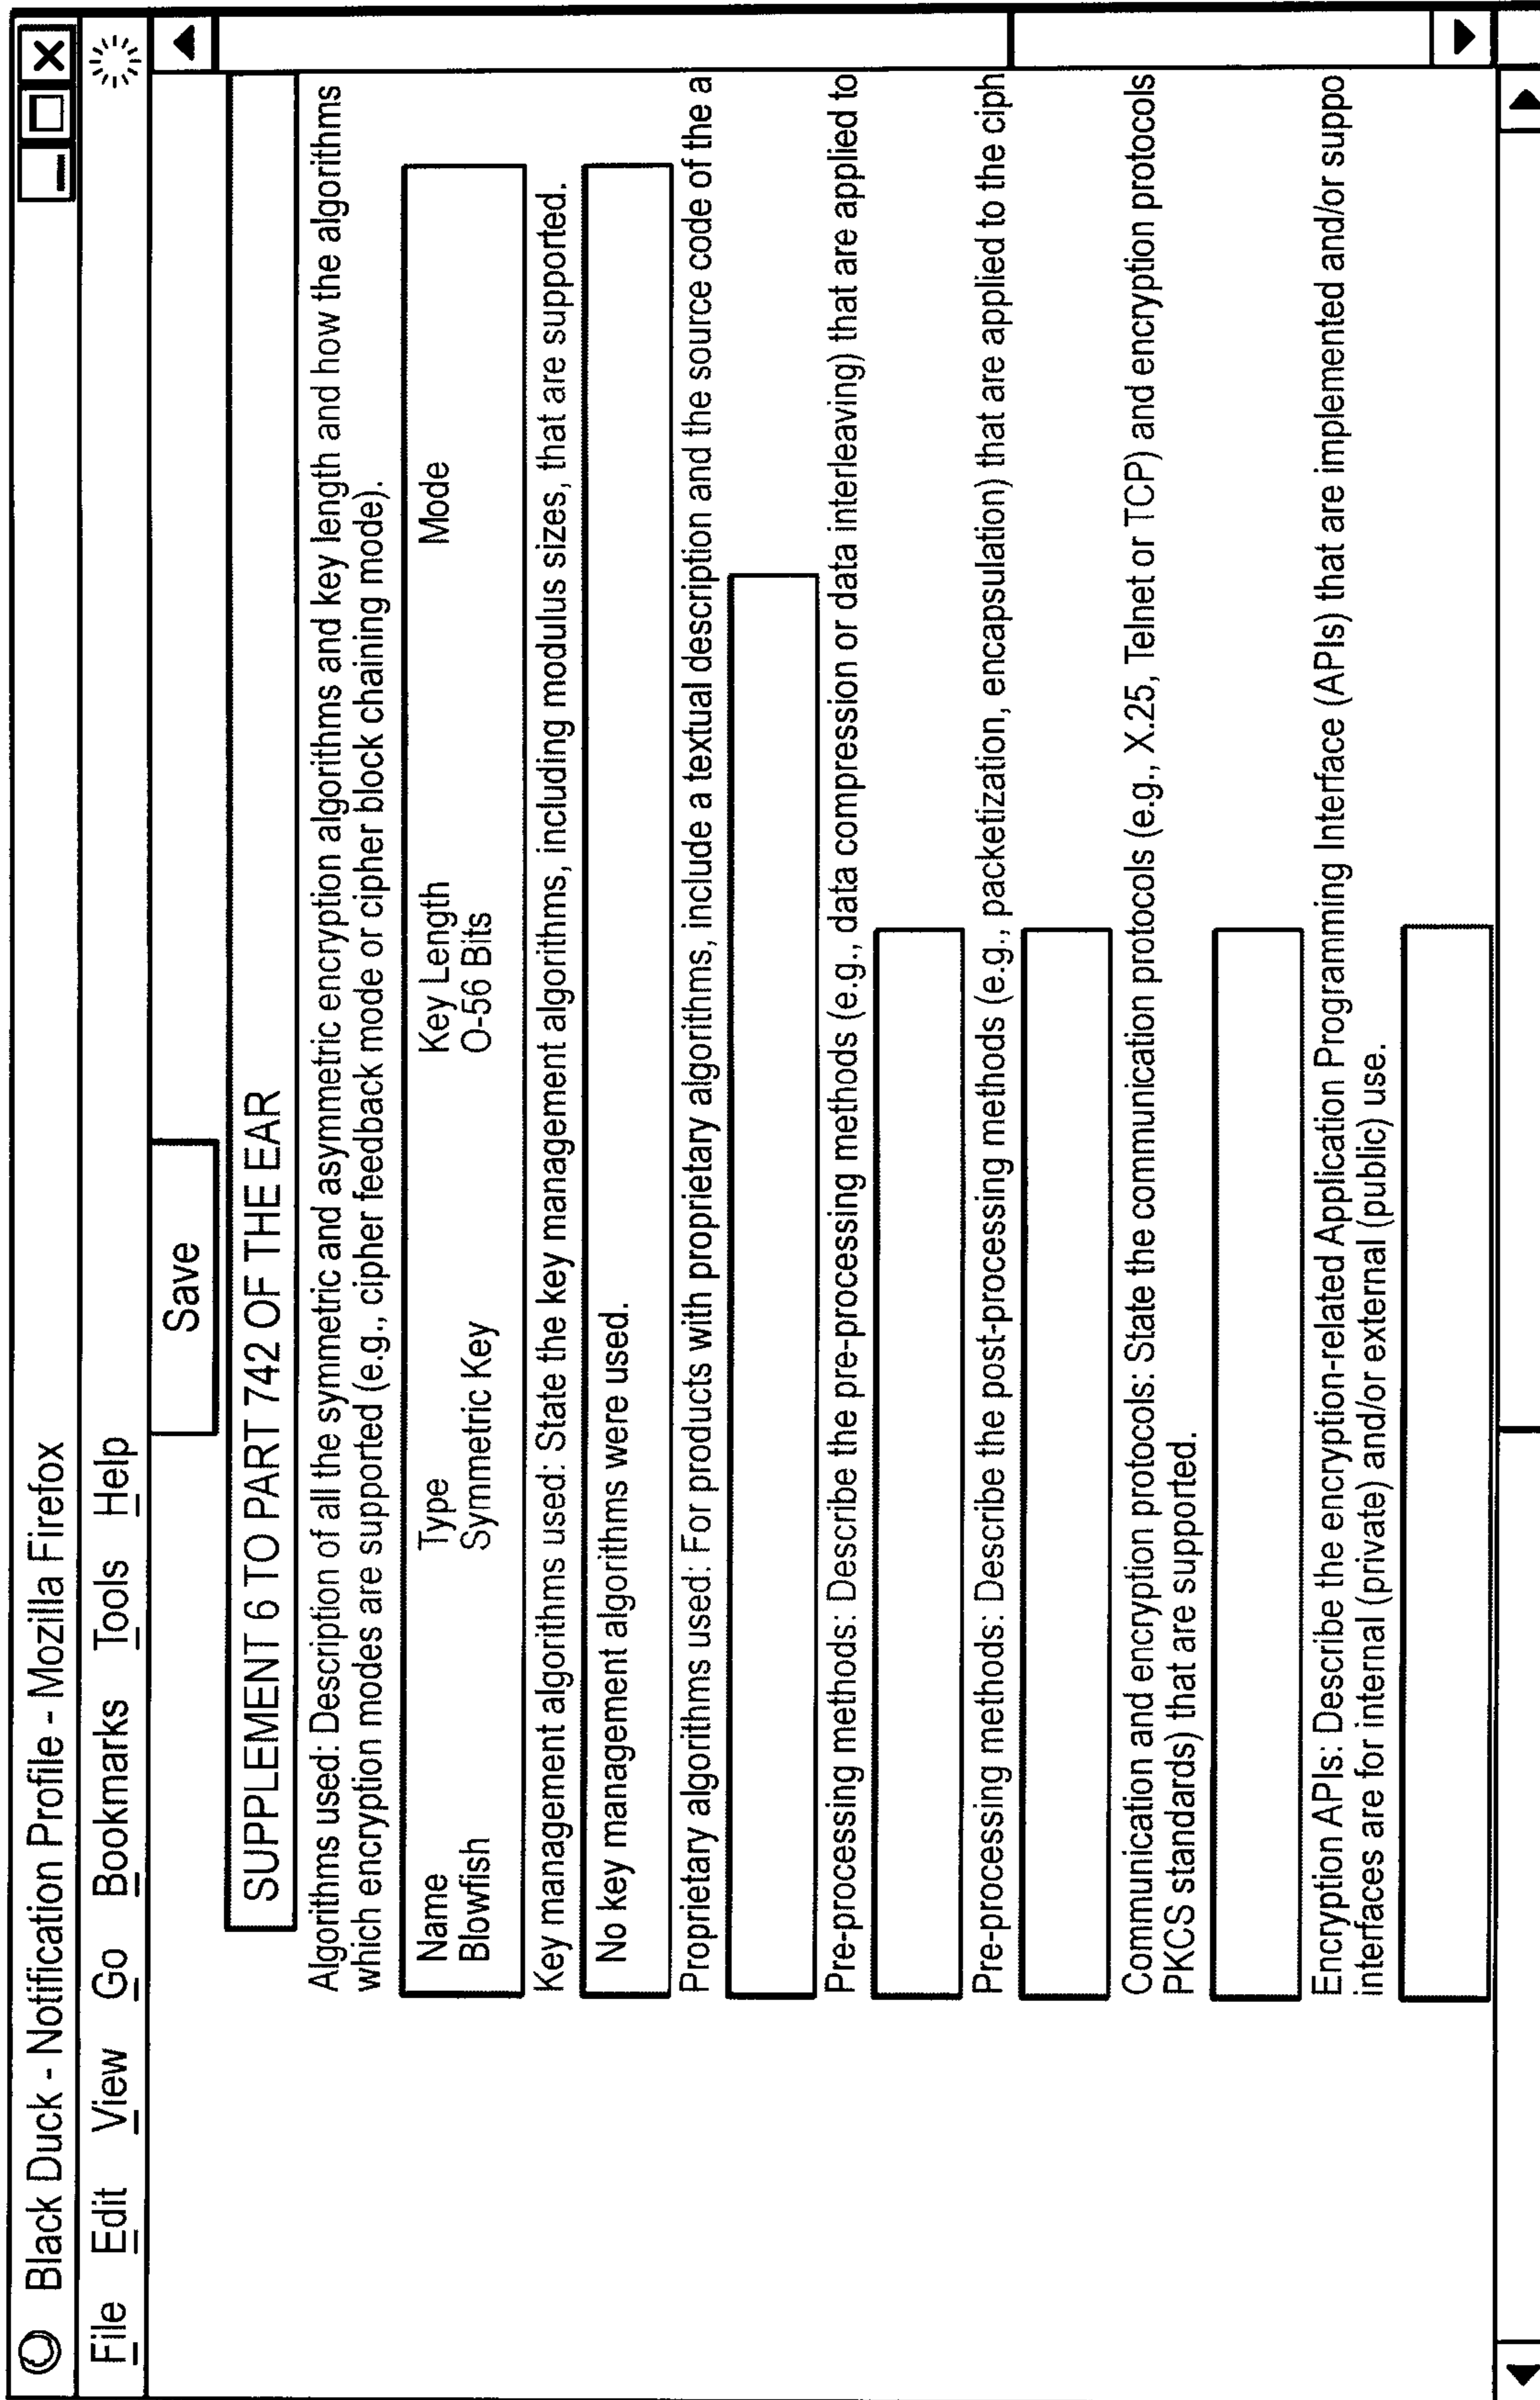 Black Duck - Notification Profile - Mozilla Firefox
File Edit View Go Bookmarks Tools Help
Save
SUPPLEMENT 6 TO PART 742 OF THE EAR
Algorithms used: Description of all the symmetric and asymmetric encryption algorithms and key length and how the algorithms
which encryption modes are supported (e.g., cipher feedback mode or cipher block chaining mode).
Name Type Key Length Mode
Blowfish Symmetric Key O-56 Bits
Key management algorithms used: State the key management algorithms, including modulus sizes, that are supported.
No key management algorithms were used.
Proprietary algorithms used: For products with proprietary algorithms, include a textual description and the source code of the a
Pre-processing methods: Describe the pre-processing methods (e.g., data compression or data interleaving) that are applied to
Pre-processing methods: Describe the post-processing methods (e.g., packetization, encapsulation) that are applied to the ciph
Communication and encryption protocols: State the communication protocols (e.g., X.25, Telnet or TCP) and encryption protocols
PKCS standards) that are supported.
Encryption APIs: Describe the encryption-related Application Programming Interface (APIs) that are implemented and/or suppo
interfaces are for internal (private) and/or external (public) use.